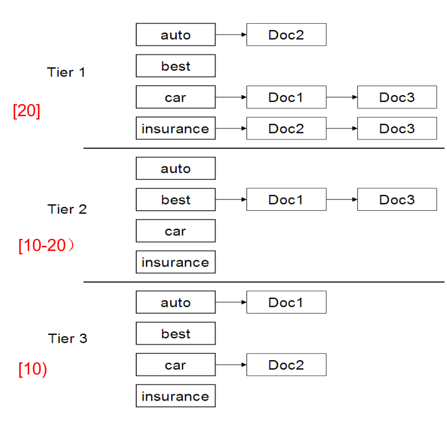 auto Doc2
Tier 1
best
car Doc1 Doc3
[20]
insurance Doc2 Doc3
auto
Tier 2
best Doc1 Doc3
car
[10-20）
insurance
auto Doc1
Tier 3
best
car Doc2
[10)
insurance